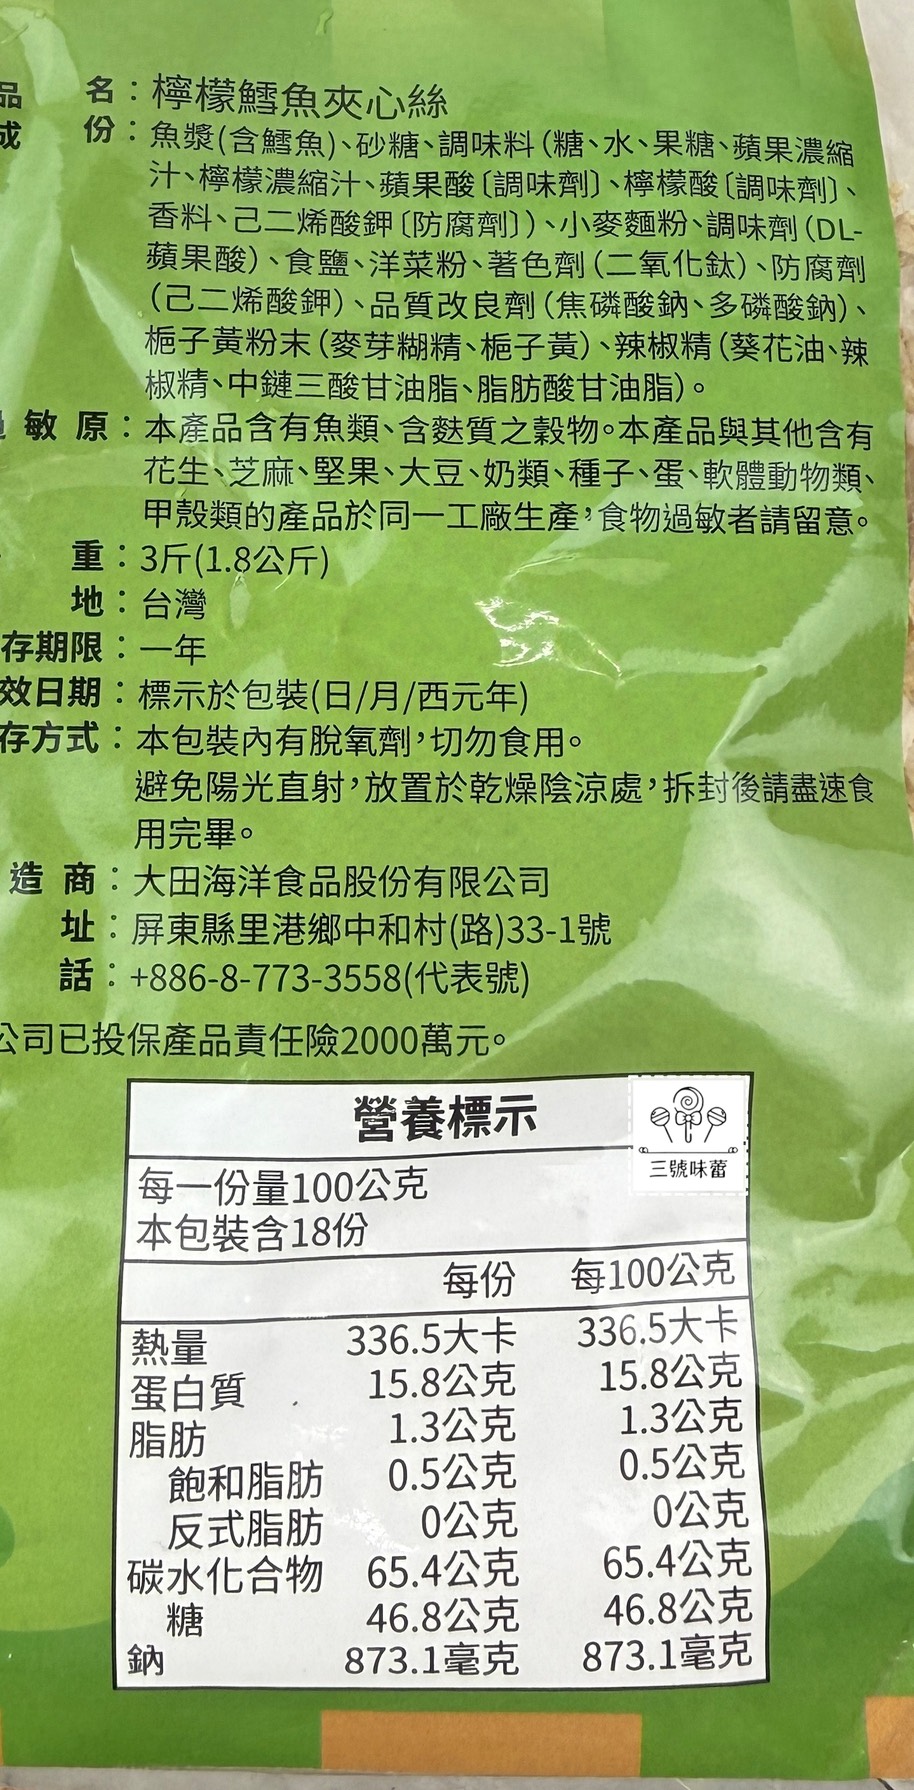 品　名：檸檬鱈魚夾心絲
成　份：魚漿(含鱈魚)、砂糖、調味料(糖、水、果糖、蘋果濃縮
汁、檸檬濃縮汁、蘋果酸〔調味劑〕、檸檬酸〔調味劑〕、
香料、己二烯酸鉀〔防腐劑〕)、小麥麵粉、調味劑(DL-
蘋果酸)、食鹽、洋菜粉、著色劑(二氧化鈦)、防腐劑
(己二烯酸鉀)、品質改良劑(焦磷酸鈉、多磷酸鈉)、
梔子黃粉末(麥芽糊精、梔子黃)、辣椒精(葵花油、辣
椒精、中鏈三酸甘油脂、脂肪酸甘油脂)。
敏原：本產品含有魚類、含麩質之穀物。本產品與其他含有
花生、芝麻、堅果、大豆、奶類、種子、蛋、軟體動物類、
甲殼類的產品於同一工廠生產，食物過敏者請留意。
重：3斤(1.8公斤)
地：台灣
存期限：一年
效日期：標示於包裝(日/月/西元年)
存方式：本包裝內有脫氧劑，切勿食用。
避免陽光直射，放置於乾燥陰涼處，拆封後請盡速食
用完畢。
造商：大田海洋食品股份有限公司
址：屏東縣里港鄉中和村(路)33-1號
話：+886-8-773-3558(代表號)
公司已投保產品責任險2000萬元。
營養標示
三號味蕾
每一份量100公克
本包裝含18份
每份　每100公克
熱量　336.5大卡　336.5大卡
蛋白質　15.8公克　15.8公克
脂肪　1.3公克　1.3公克
飽和脂肪　0.5公克　0.5公克
反式脂肪　0公克　0公克
碳水化合物　65.4公克　65.4公克
糖　46.8公克　46.8公克
鈉　873.1毫克　873.1毫克